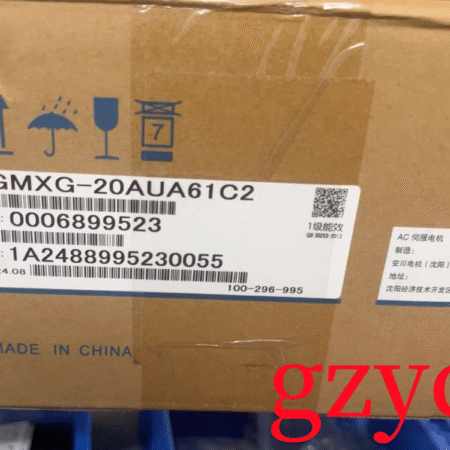 7
GMXG-20AUA61C2
0006899523
1级能效
1A2488995230055
24.08
100-296-995
AC 伺服电机
制造:
安川电机(沈阳)
地址:
沈阳经济技术开发区
MADE IN CHINA
gzyc